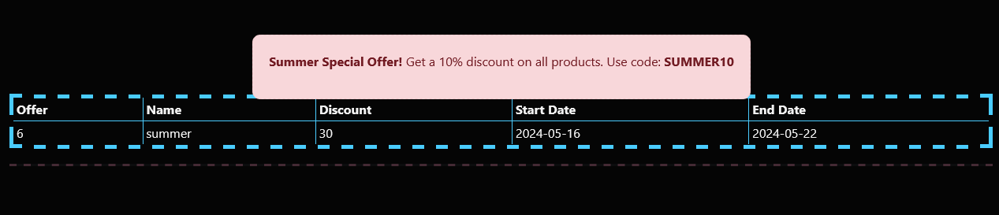 Summer Special Offer! Get a 10% discount on all products. Use code: SUMMER10
Offer Name Discount Start Date End Date
6 summer 30 2024-05-16 2024-05-22